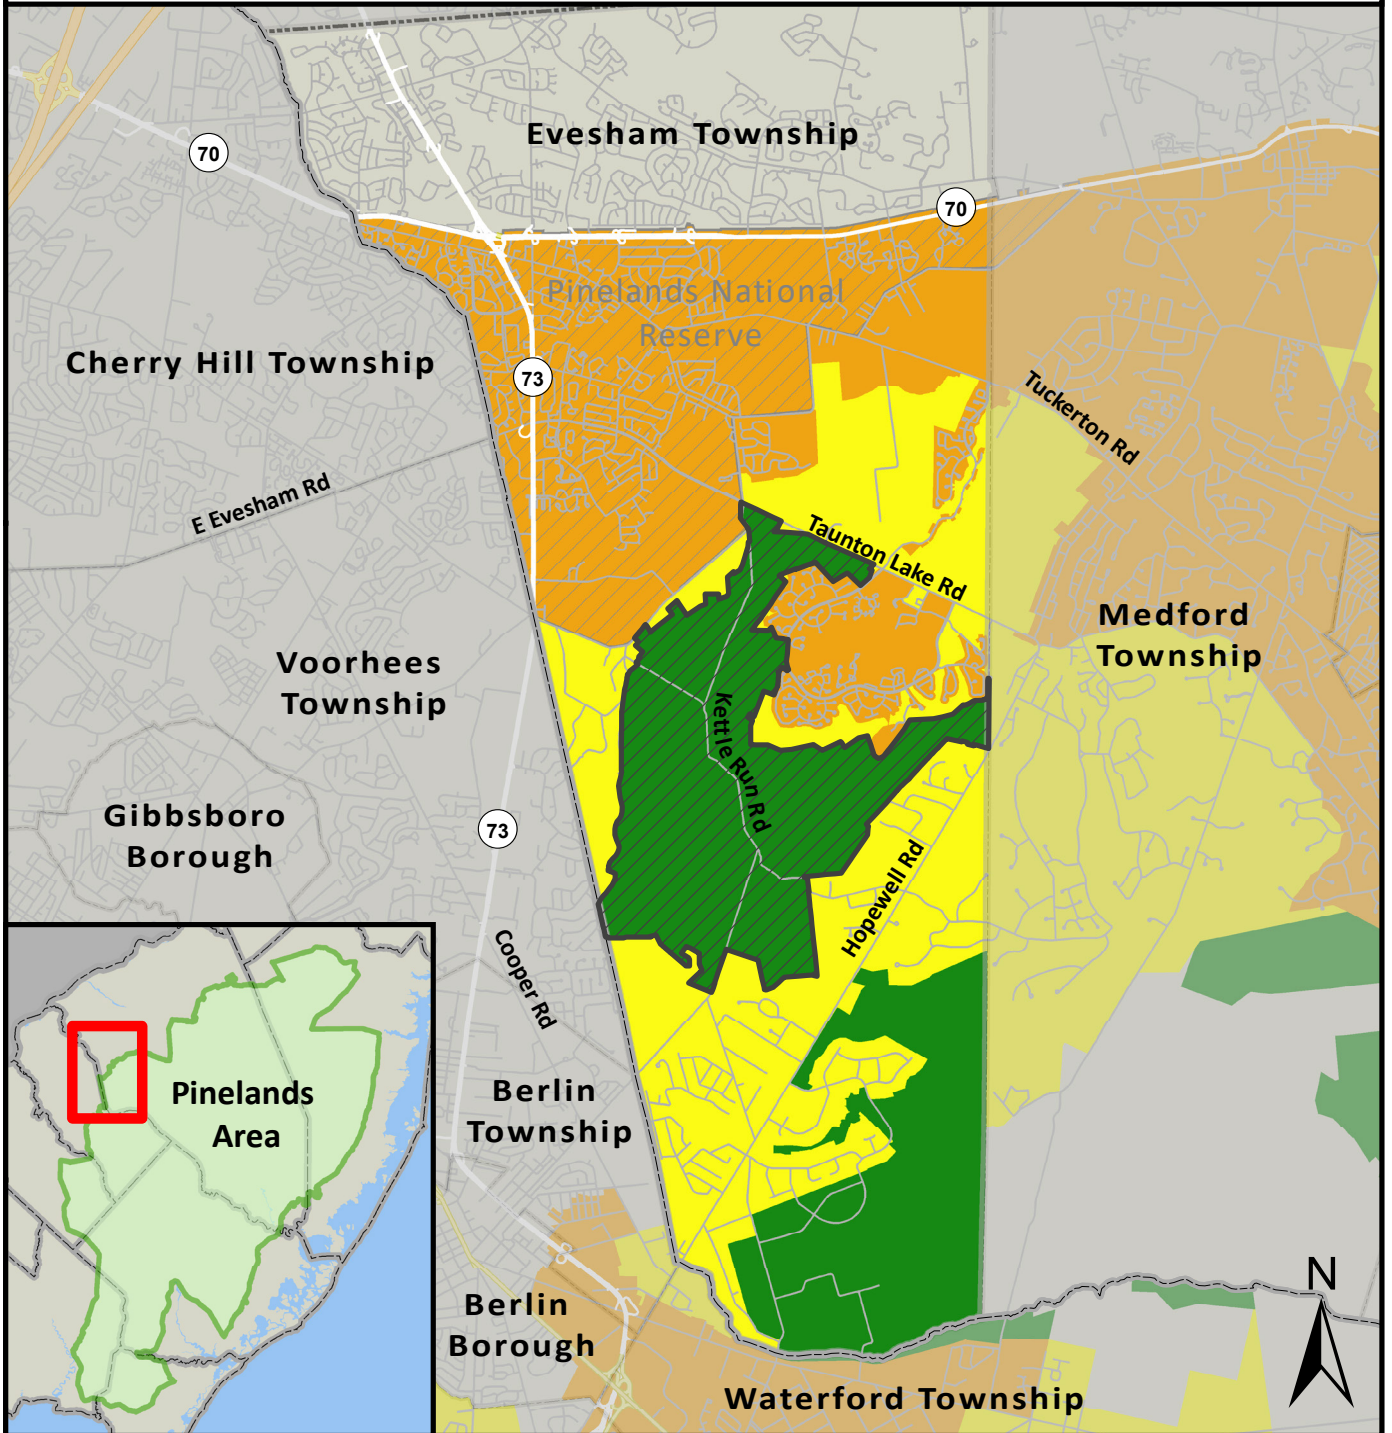 Evesham Township
70
70
Pinelands National
Reserve
Cherry Hill Township
73
Tuckerton Rd
E Evesham Rd
Taunton Lake Rd
Medford
Township
Voorhees
Township
Kettle Run Rd
Gibbsboro
Borough
73
Hopewell Rd
Cooper Rd
Pinelands
Area
Berlin
Township
N
Berlin
Borough
Waterford Township